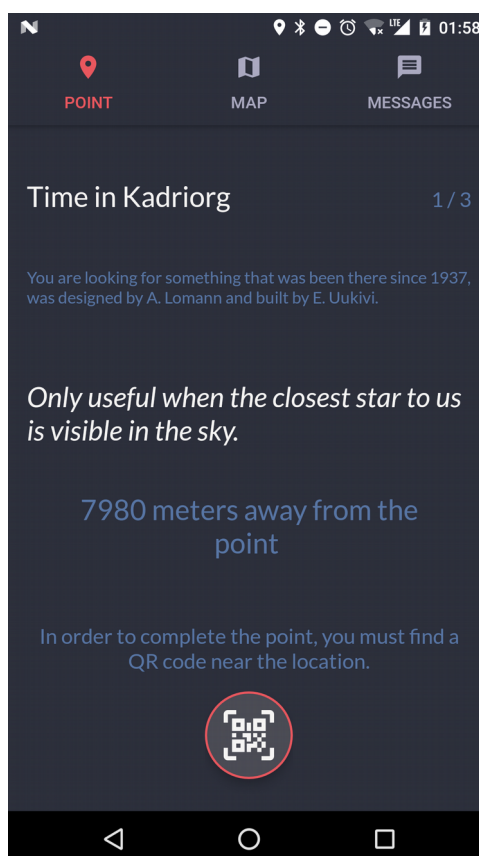 LTE 01:58
POINT MAP MESSAGES
Time in Kadriorg 1 / 3
You are looking for something that was been there since 1937,
was designed by A. Lomann and built by E. Uukivi.
Only useful when the closest star to us
is visible in the sky.
7980 meters away from the
point
In order to complete the point, you must find a
QR code near the location.